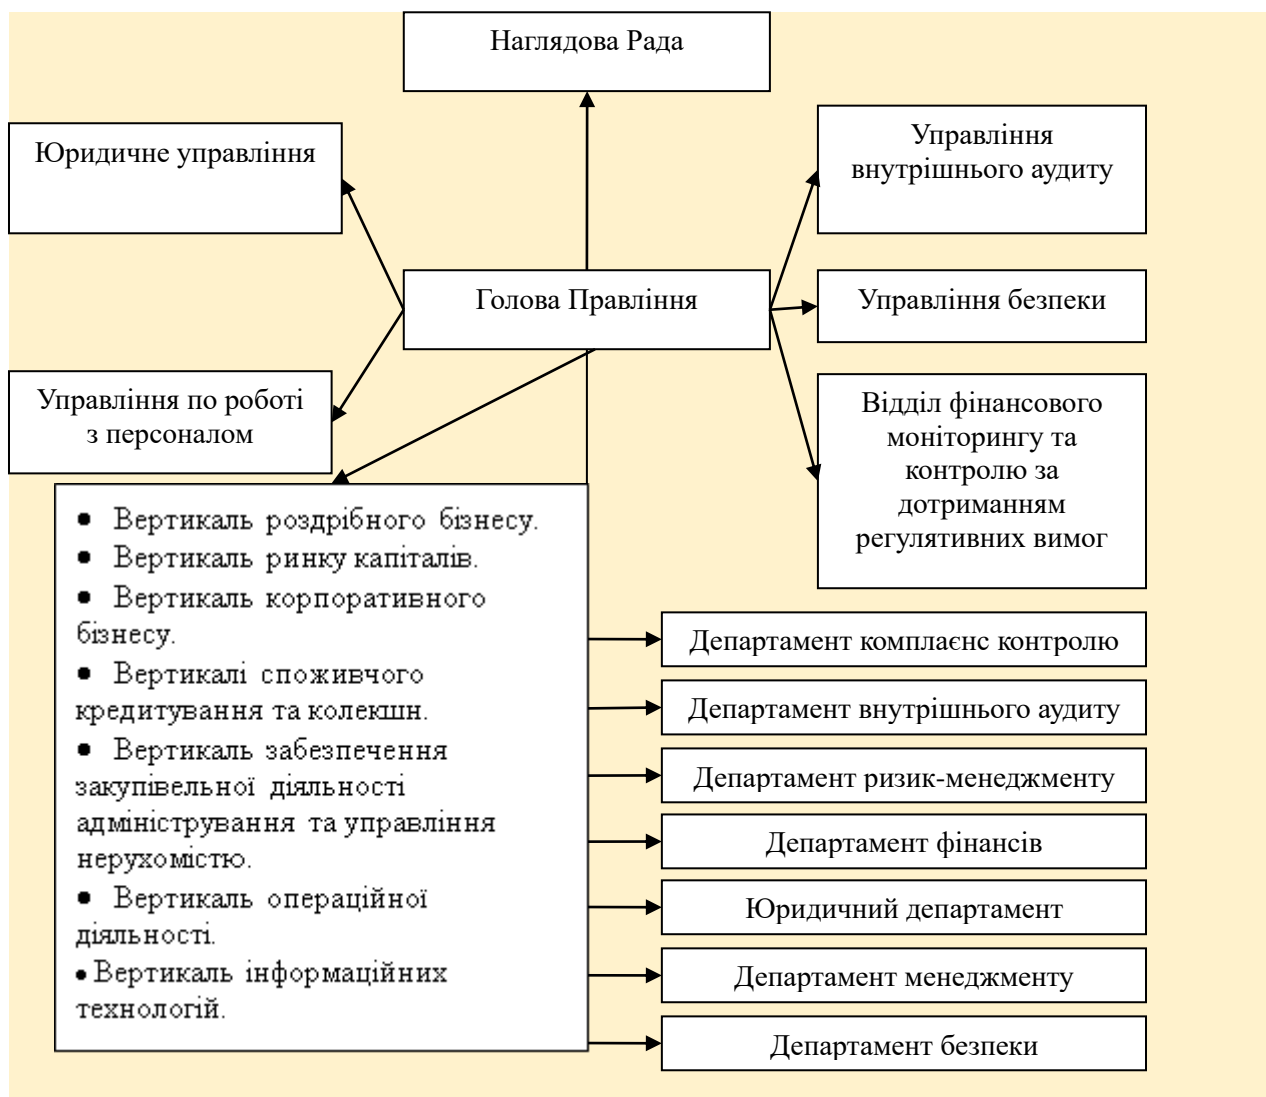 Наглядова Рада
Юридичне управління
Управління
внутрішнього аудиту
Голова Правління
Управління безпеки
Управління по роботі
з персоналом
Відділ фінансового
моніторингу та
контролю за
дотриманням
регулятивних вимог
● Вертикаль роздрібного бізнесу.
● Вертикаль ринку капіталів.
● Вертикаль корпоративного
бізнесу.
● Вертикалі споживчого
кредитування та колекшн.
● Вертикаль забезпечення
закупівельної діяльності
адміністрування та управління
нерухомістю.
● Вертикаль операційної
діяльності.
● Вертикаль інформаційних
технологій.
Департамент комплаєнс контролю
Департамент внутрішнього аудиту
Департамент ризик-менеджменту
Департамент фінансів
Юридичний департамент
Департамент менеджменту
Департамент безпеки